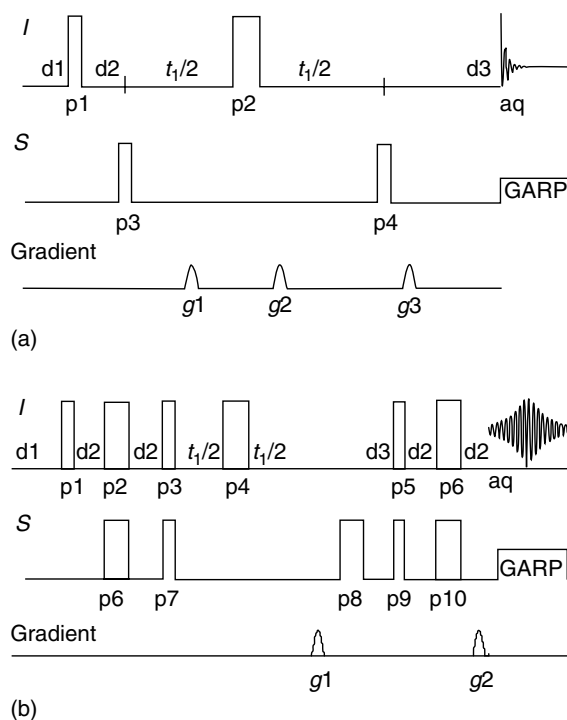 I
d1 d2 t1/2 t1/2 d3
p1 p2 aq
S
GARP
p3 p4
Gradient
g1 g2 g3
(a)
I
d1 d2 d2 t1/2 t1/2 d3 d2 d2
p1 p2 p3 p4 p5 p6 aq
S
GARP
p6 p7 p8 p9 p10
Gradient
g1 g2
(b)